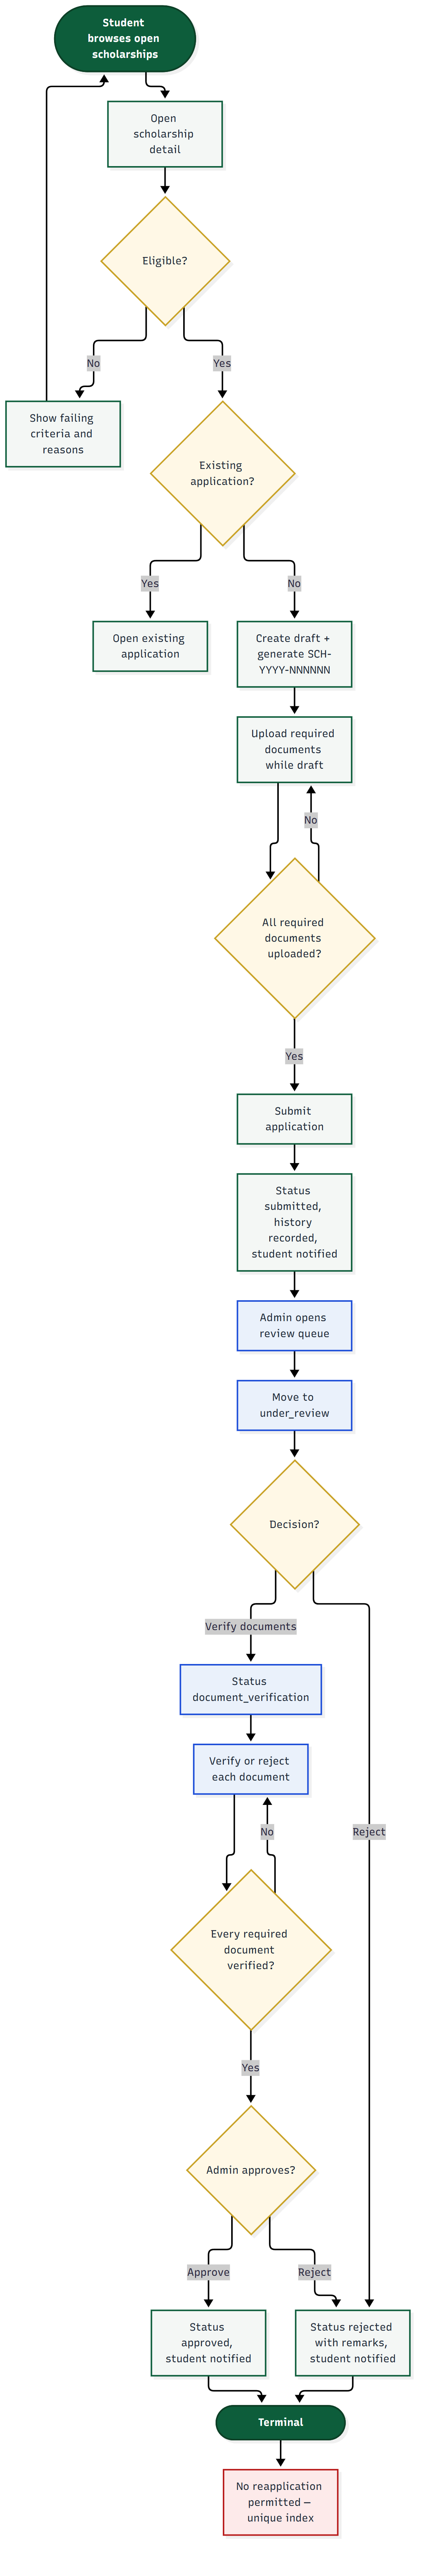 Student
browses open
scholarships
Open
scholarship
detail
Eligible?
No
Yes
Show failing
criteria and
reasons
Existing
application?
Yes
No
Open existing
application
Create draft +
generate SCH-
YYYY-NNNNNN
Upload required
documents
while draft
No
All required
documents
uploaded?
Yes
Submit
application
Status
submitted,
history
recorded,
student notified
Admin opens
review queue
Move to
under_review
Decision?
Verify documents
Status
document_verification
Verify or reject
each document
No
Reject
Every required
document
verified?
Yes
Admin approves?
Approve
Reject
Status
approved,
student notified
Status rejected
with remarks,
student notified
Terminal
No reapplication
permitted —
unique index